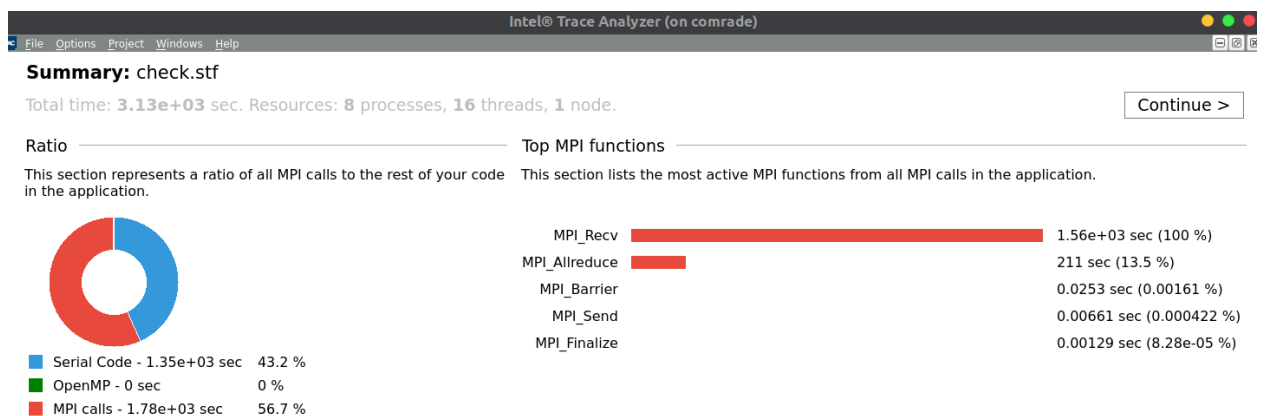 Intel® Trace Analyzer (on comrade)
File Options Project Windows Help
Summary: check.stf
Total time: 3.13e+03 sec. Resources: 8 processes, 16 threads, 1 node.
Continue >
Ratio
This section represents a ratio of all MPI calls to the rest of your code
in the application.
Serial Code - 1.35e+03 sec 43.2 %
OpenMP - 0 sec 0 %
MPI calls - 1.78e+03 sec 56.7 %
Top MPI functions
This section lists the most active MPI functions from all MPI calls in the application.
MPI_Recv 1.56e+03 sec (100 %)
MPI_Allreduce 211 sec (13.5 %)
MPI_Barrier 0.0253 sec (0.00161 %)
MPI_Send 0.00661 sec (0.000422 %)
MPI_Finalize 0.00129 sec (8.28e-05 %)